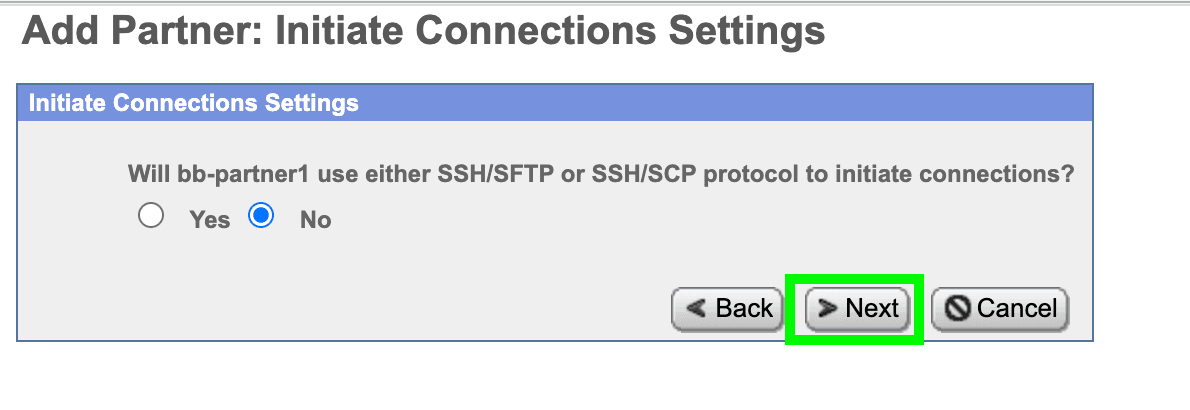 Add Partner: Initiate Connections Settings
Initiate Connections Settings
Will bb-partner1 use either SSH/SFTP or SSH/SCP protocol to initiate connections?
Yes No
Back Next Cancel